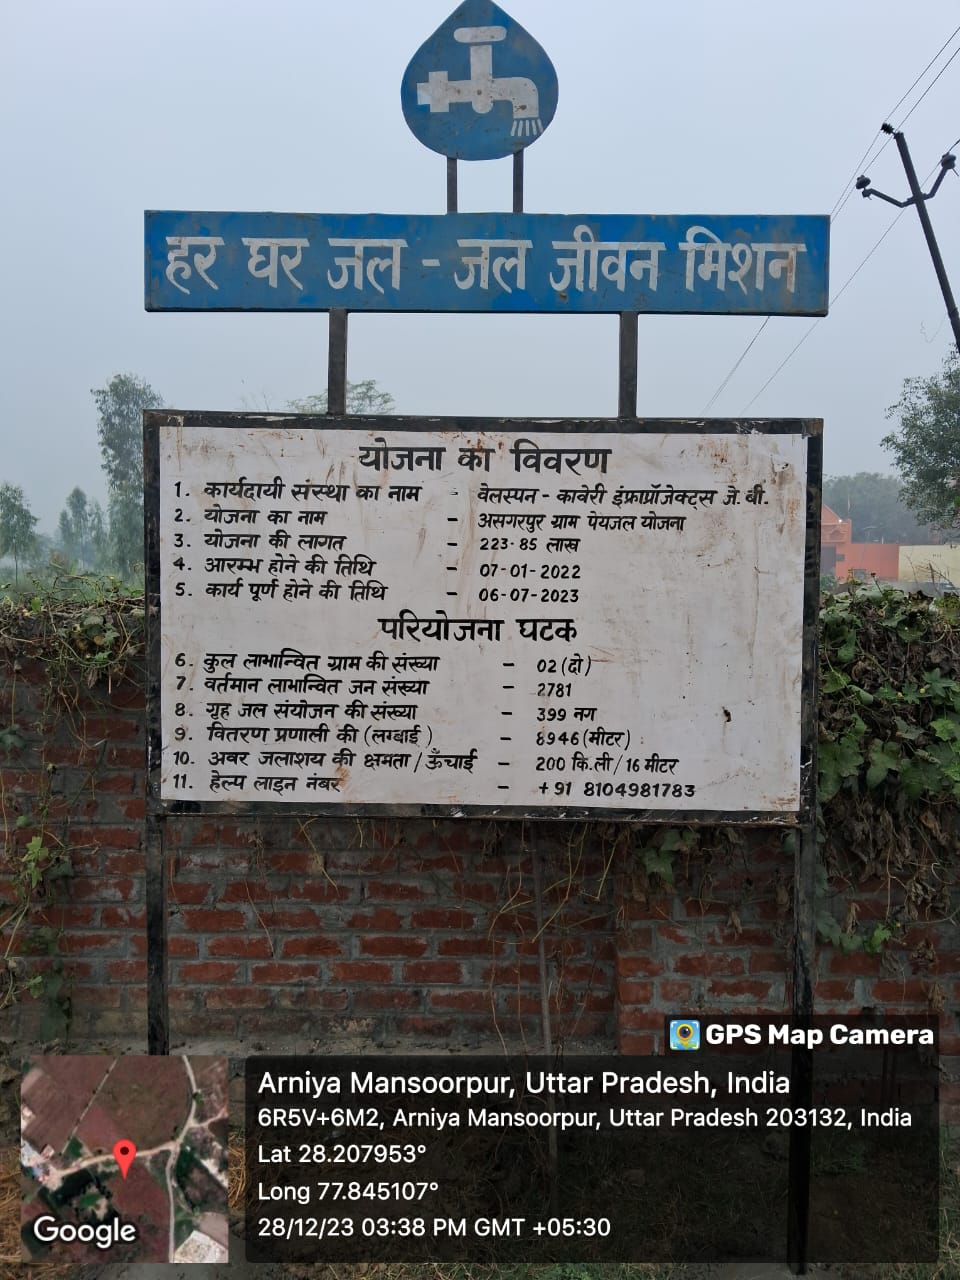 हर घर जल - जल जीवन मिशन
योजना का विवरण
1. कार्यदायी संस्था का नाम - वेलस्पन - कावेरी इंफ्राप्रॉजेक्ट्स जे.बी.
2. योजना का नाम - असगरपुर ग्राम पेयजल योजना
3. योजना की लागत - 223-85 लाख
4. आरम्भ होने की तिथि - 07-01-2022
5. कार्य पूर्ण होने की तिथि - 06-07-2023
परियोजना घटक
6. कुल लाभान्वित ग्राम की संख्या - 02 (दो)
7. वर्तमान लाभान्वित जन संख्या - 2781
8. गृह जल संयोजन की संख्या - 399 नग
9. वितरण प्रणाली की (लम्बाई) - 8946 (मीटर)
10. अवर जलाशय की क्षमता / ऊँचाई - 200 कि.ली / 16 मीटर
11. हेल्प लाइन नंबर - +91 8104981783
GPS Map Camera
Arniya Mansoorpur, Uttar Pradesh, India
6R5V+6M2, Arniya Mansoorpur, Uttar Pradesh 203132, India
Lat 28.207953°
Long 77.845107°
28/12/23 03:38 PM GMT +05:30
Google